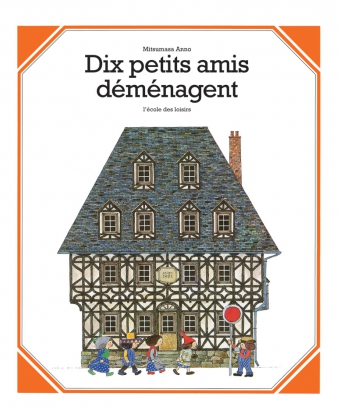 Mitsumasa Anno
Dix petits amis
déménagent
l'école des loisirs